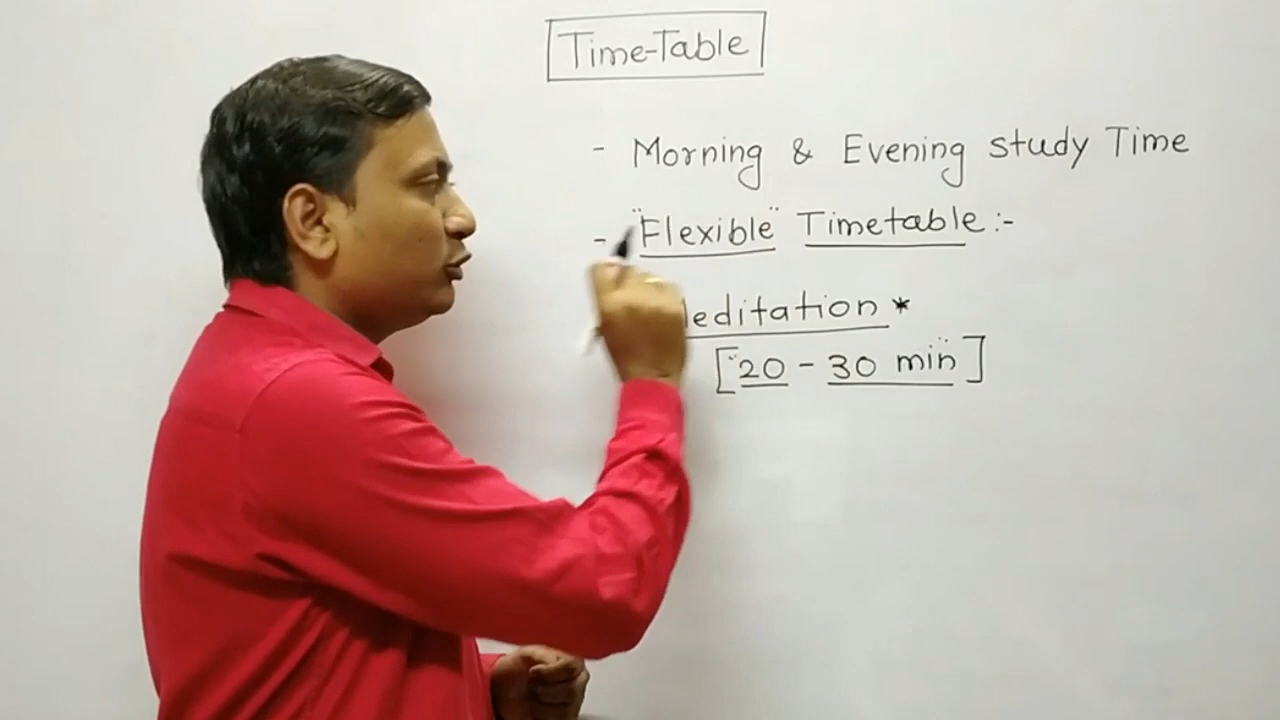 Time-Table
- Morning & Evening study Time
- "Flexible" Timetable:-
editation *
["20 - 30 min"]